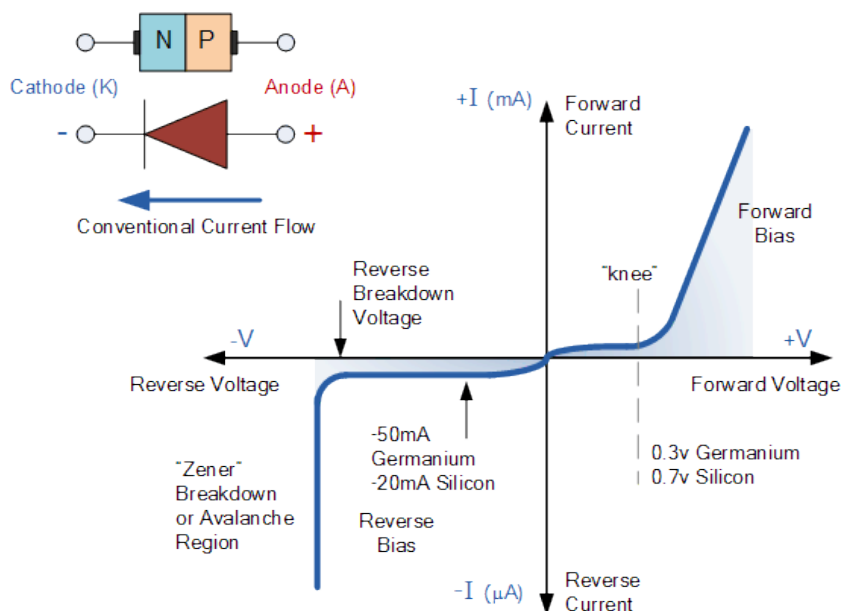 N P
Cathode (K)
Anode (A)
- +
Conventional Current Flow
+I (mA)
Forward
Current
Forward
Bias
"knee"
Reverse
Breakdown
Voltage
-V
+V
Reverse Voltage
Forward Voltage
-50mA
Germanium
-20mA Silicon
0.3v Germanium
0.7v Silicon
"Zener"
Breakdown
or Avalanche
Region
Reverse
Bias
-I (µA)
Reverse
Current